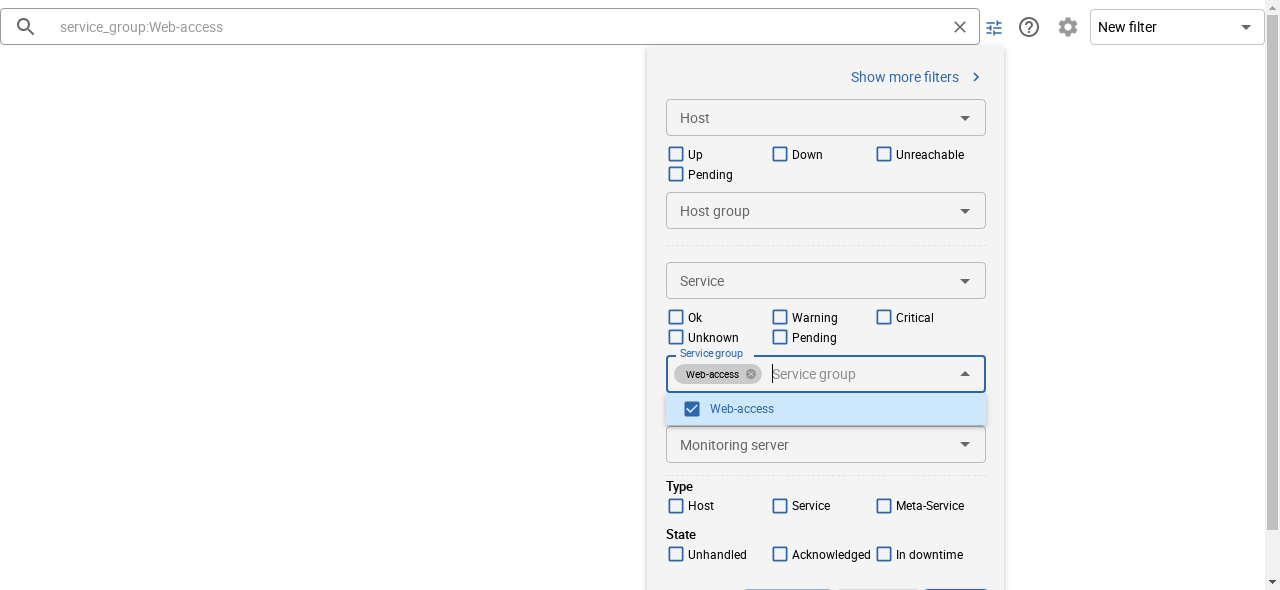 service_group:Web-access
New filter
Show more filters
Host
Up Down Unreachable
Pending
Host group
Service
Ok Warning Critical
Unknown Pending
Service group
Web-access Service group
Web-access
Monitoring server
Type
Host Service Meta-Service
State
Unhandled Acknowledged In downtime